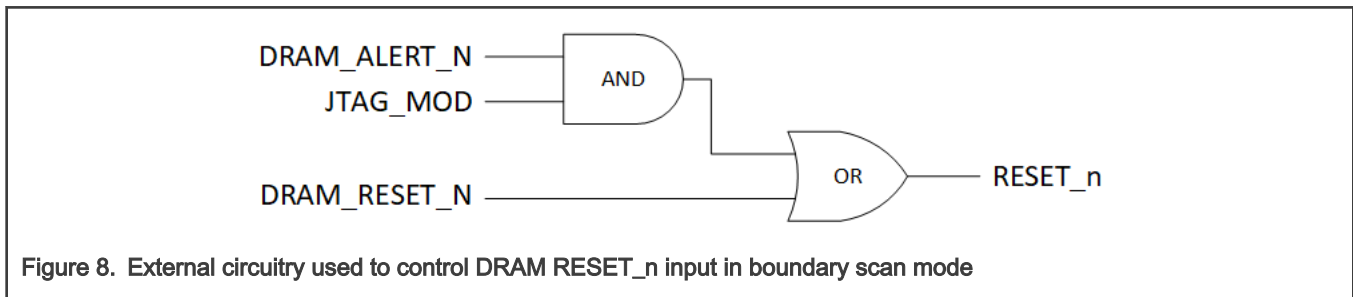 DRAM_ALERT_N
AND
JTAG_MOD
OR
RESET_n
DRAM_RESET_N
Figure 8. External circuitry used to control DRAM RESET_n input in boundary scan mode